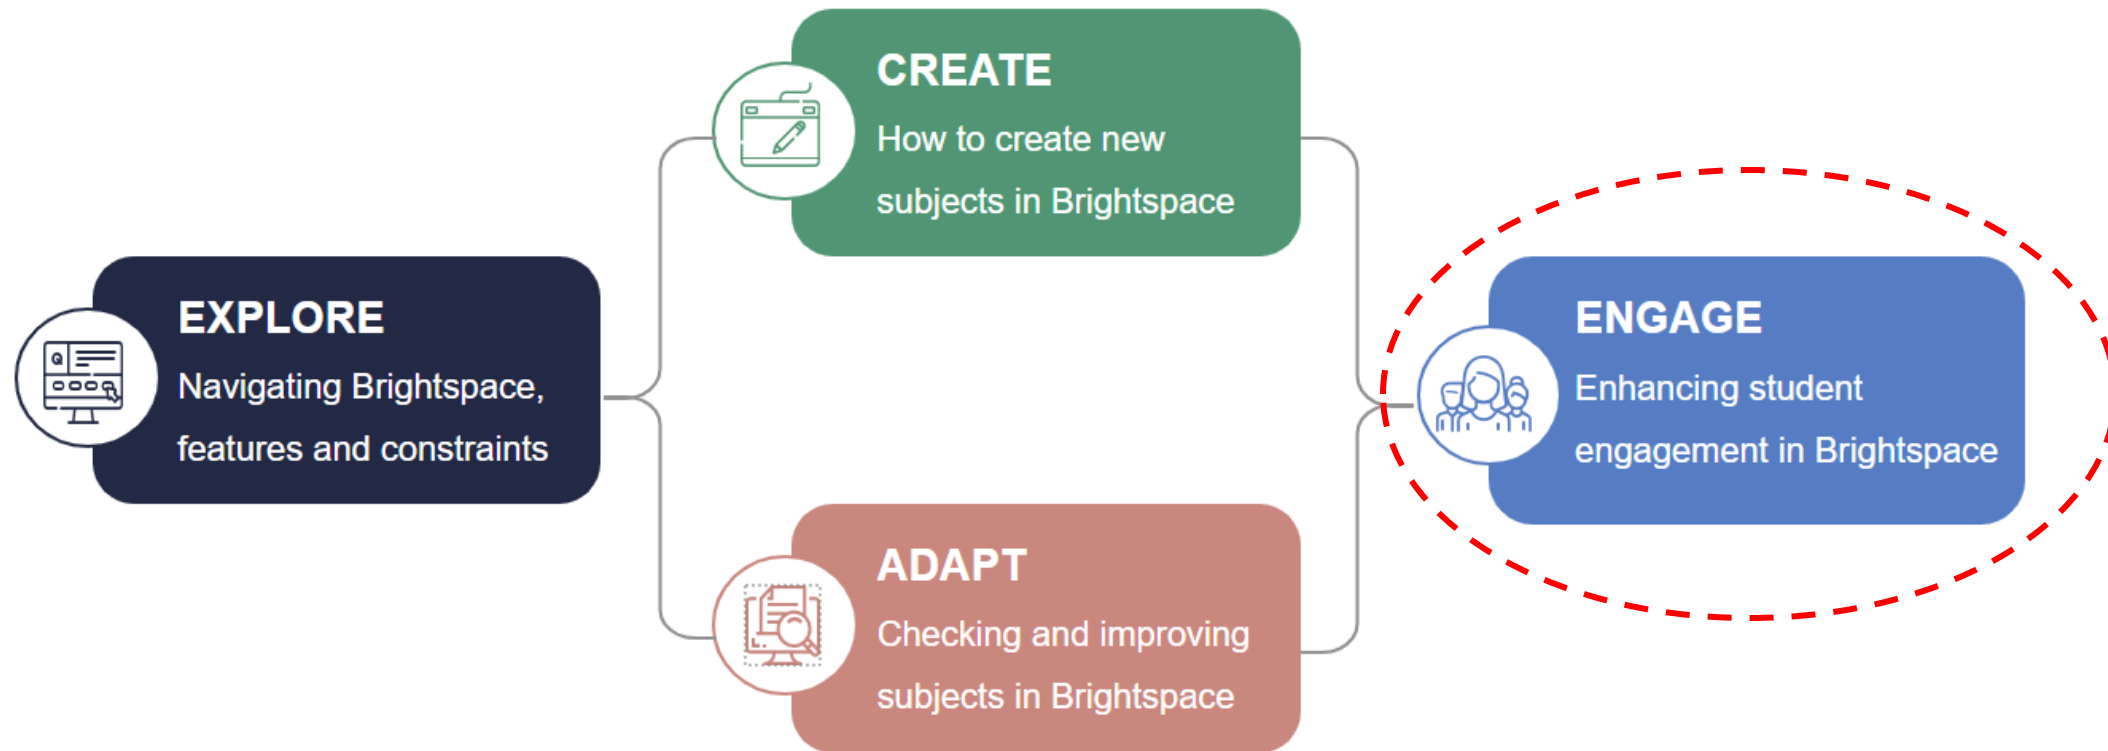 EXPLORE
Navigating Brightspace,
features and constraints
CREATE
How to create new
subjects in Brightspace
ADAPT
Checking and improving
subjects in Brightspace
ENGAGE
Enhancing student
engagement in Brightspace